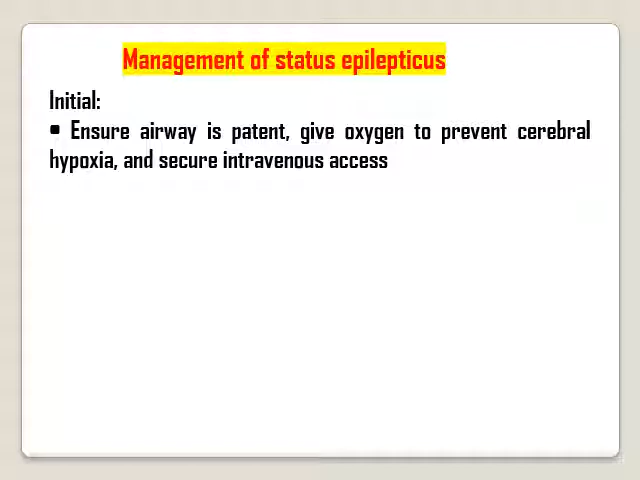 Management of status epilepticus
Initial:
• Ensure airway is patent, give oxygen to prevent cerebral
hypoxia, and secure intravenous access